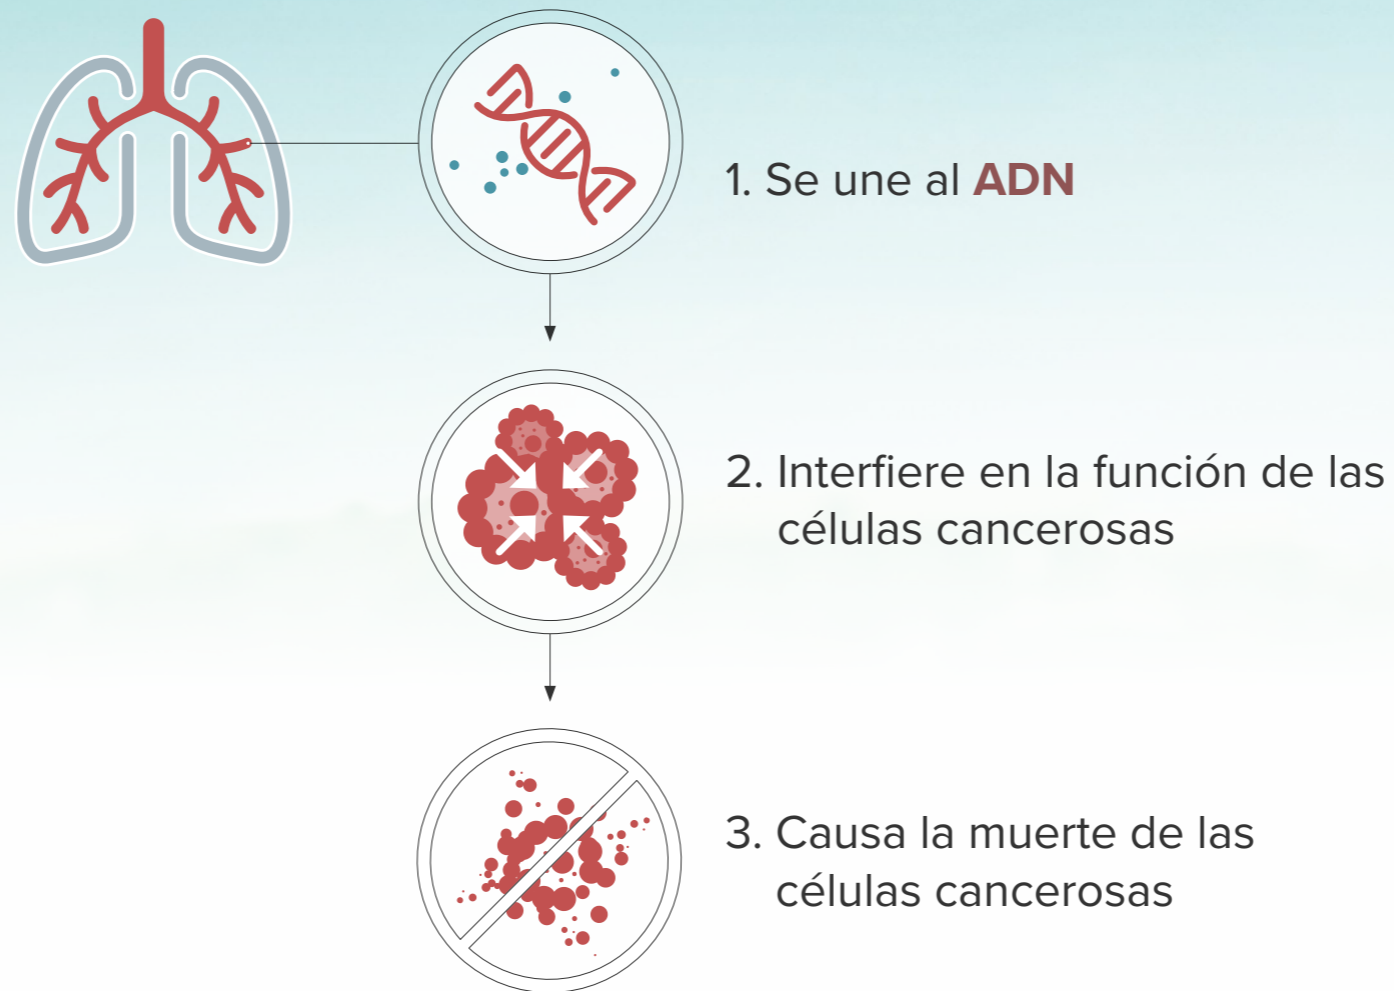 1. Se une al ADN
2. Interfiere en la función de las
células cancerosas
3. Causa la muerte de las
células cancerosas